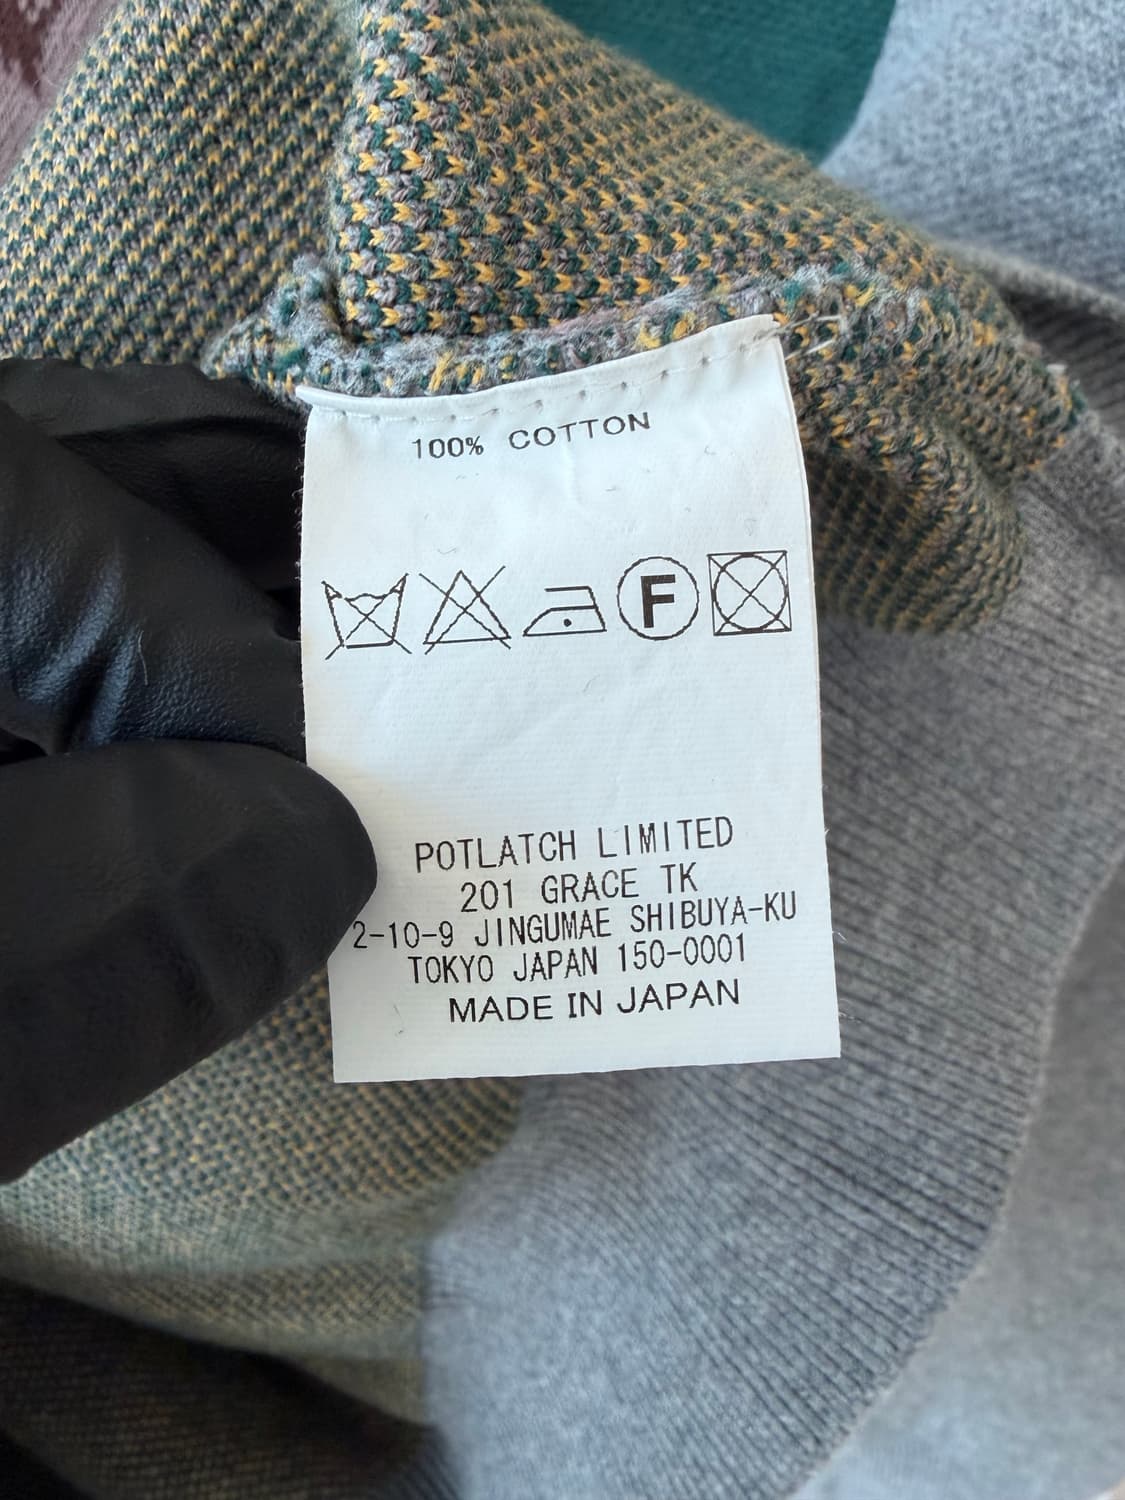 100% COTTON
F
POTLATCH LIMITED
201 GRACE TK
2-10-9 JINGUMAE SHIBUYA-KU
TOKYO JAPAN 150-0001
MADE IN JAPAN